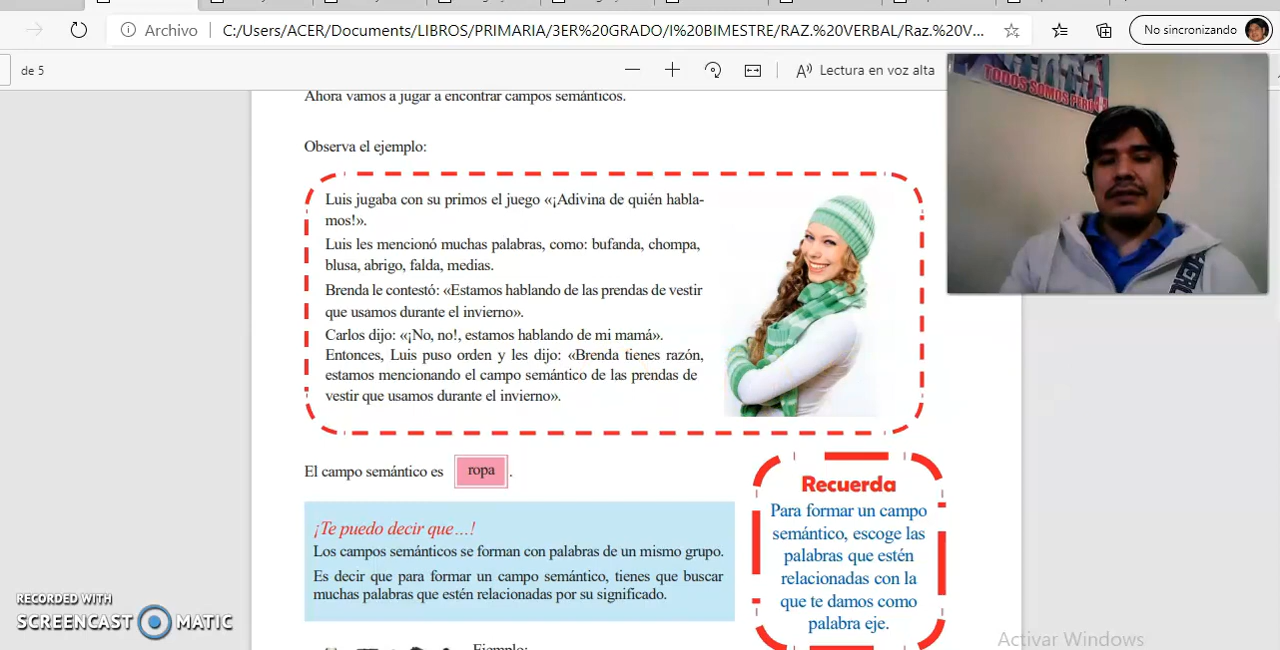 Archivo
C:/Users/ACER/Documents/LIBROS/PRIMARIA/3ER%20GRADO/I%20BIMESTRE/RAZ.%20VERBAL/Raz.%20V...
No sincronizando
de 5
Lectura en voz alta
TODOS SOMOS PERÚ
Ahora vamos a jugar a encontrar campos semánticos.
Observa el ejemplo:
Luis jugaba con su primos el juego «¡Adivina de quién habla-
mos!».
Luis les mencionó muchas palabras, como: bufanda, chompa,
blusa, abrigo, falda, medias.
Brenda le contestó: «Estamos hablando de las prendas de vestir
que usamos durante el invierno».
Carlos dijo: «¡No, no!, estamos hablando de mi mamá».
Entonces, Luis puso orden y les dijo: «Brenda tienes razón,
estamos mencionando el campo semántico de las prendas de
vestir que usamos durante el invierno».
El campo semántico es ropa.
¡Te puedo decir que…!
Los campos semánticos se forman con palabras de un mismo grupo.
Es decir que para formar un campo semántico, tienes que buscar
muchas palabras que estén relacionadas por su significado.
Recuerda
Para formar un campo
semántico, escoge las
palabras que estén
relacionadas con la
que te damos como
palabra eje.
Ejemplo:
RECORDED WITH
SCREENCAST MATIC
Activar Windows